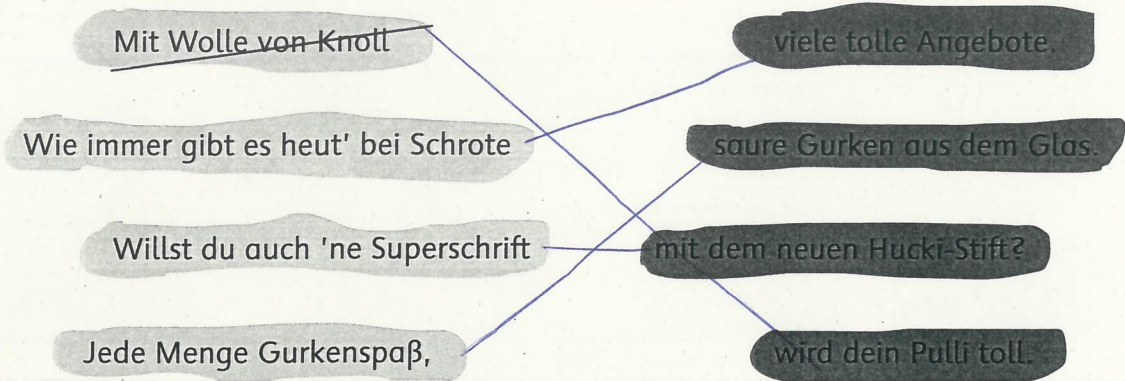 Mit Wolle von Knoll
viele tolle Angebote.
Wie immer gibt es heut' bei Schrote
saure Gurken aus dem Glas.
Willst du auch 'ne Superschrift
mit dem neuen Hucki-Stift?
Jede Menge Gurkenspaß,
wird dein Pulli toll.